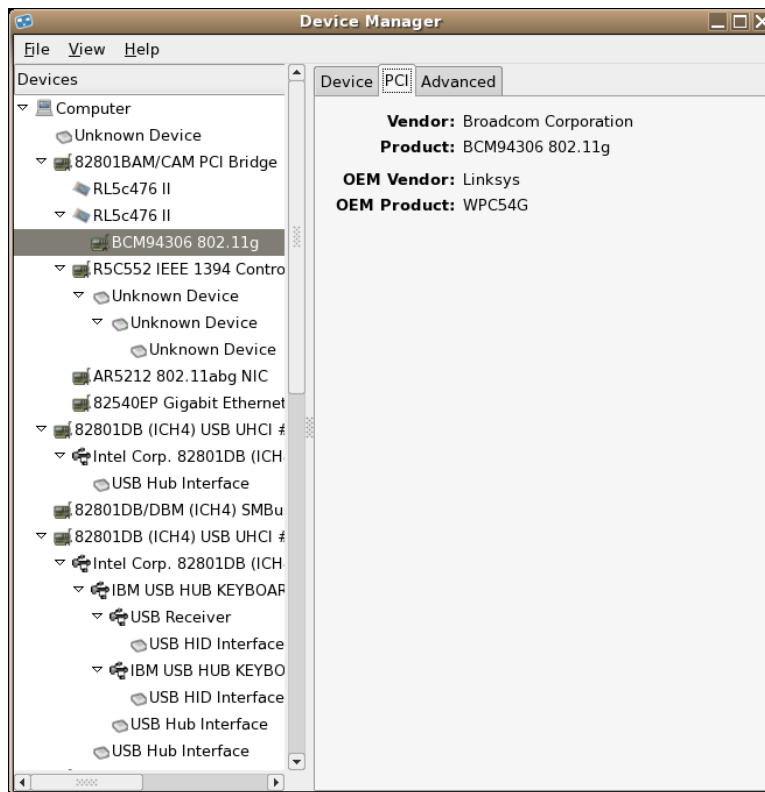 Device Manager
File View Help
Devices
Computer
Unknown Device
82801BAM/CAM PCI Bridge
RL5c476 II
RL5c476 II
BCM94306 802.11g
R5C552 IEEE 1394 Contro
Unknown Device
Unknown Device
Unknown Device
AR5212 802.11abg NIC
82540EP Gigabit Ethernet
82801DB (ICH4) USB UHCI #
Intel Corp. 82801DB (ICH
USB Hub Interface
82801DB/DBM (ICH4) SMBu
82801DB (ICH4) USB UHCI #
Intel Corp. 82801DB (ICH
IBM USB HUB KEYBOAR
USB Receiver
USB HID Interface
IBM USB HUB KEYBO
USB HID Interface
USB Hub Interface
USB Hub Interface
Device PCI Advanced
Vendor: Broadcom Corporation
Product: BCM94306 802.11g
OEM Vendor: Linksys
OEM Product: WPC54G